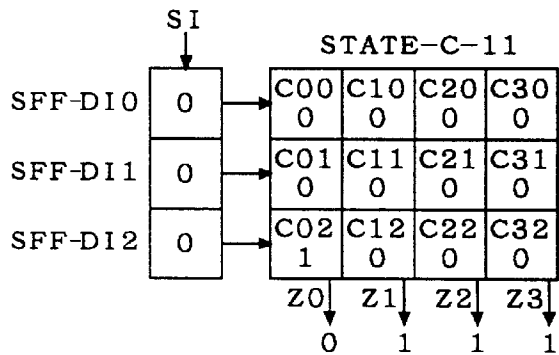 SI
STATE-C-11
SFF-DI0 0 C00 C10 C20 C30
0 0 0 0
SFF-DI1 0 C01 C11 C21 C31
0 0 0 0
SFF-DI2 0 C02 C12 C22 C32
1 0 0 0
Z0 Z1 Z2 Z3
0 1 1 1